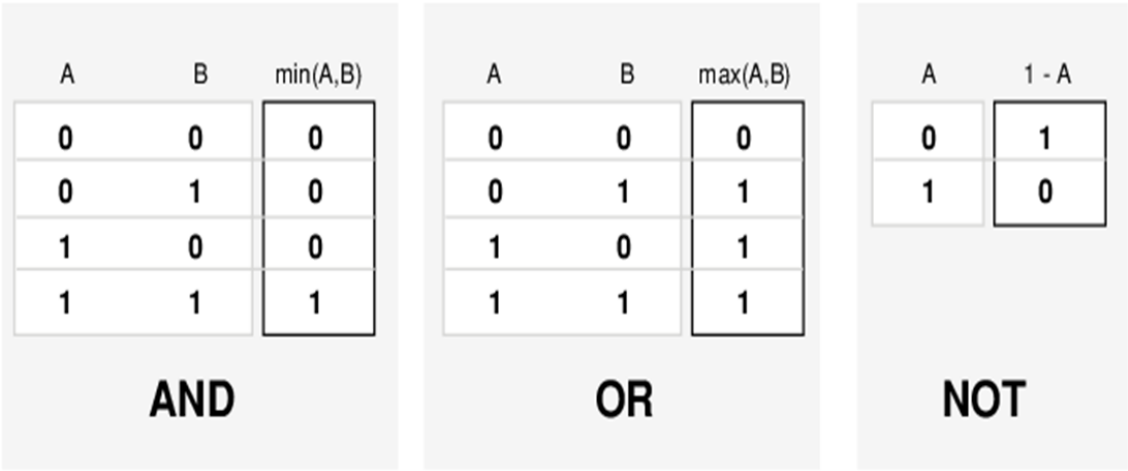 A B min(A,B)
0 0 0
0 1 0
1 0 0
1 1 1
AND
A B max(A,B)
0 0 0
0 1 1
1 0 1
1 1 1
OR
A 1 - A
0 1
1 0
NOT